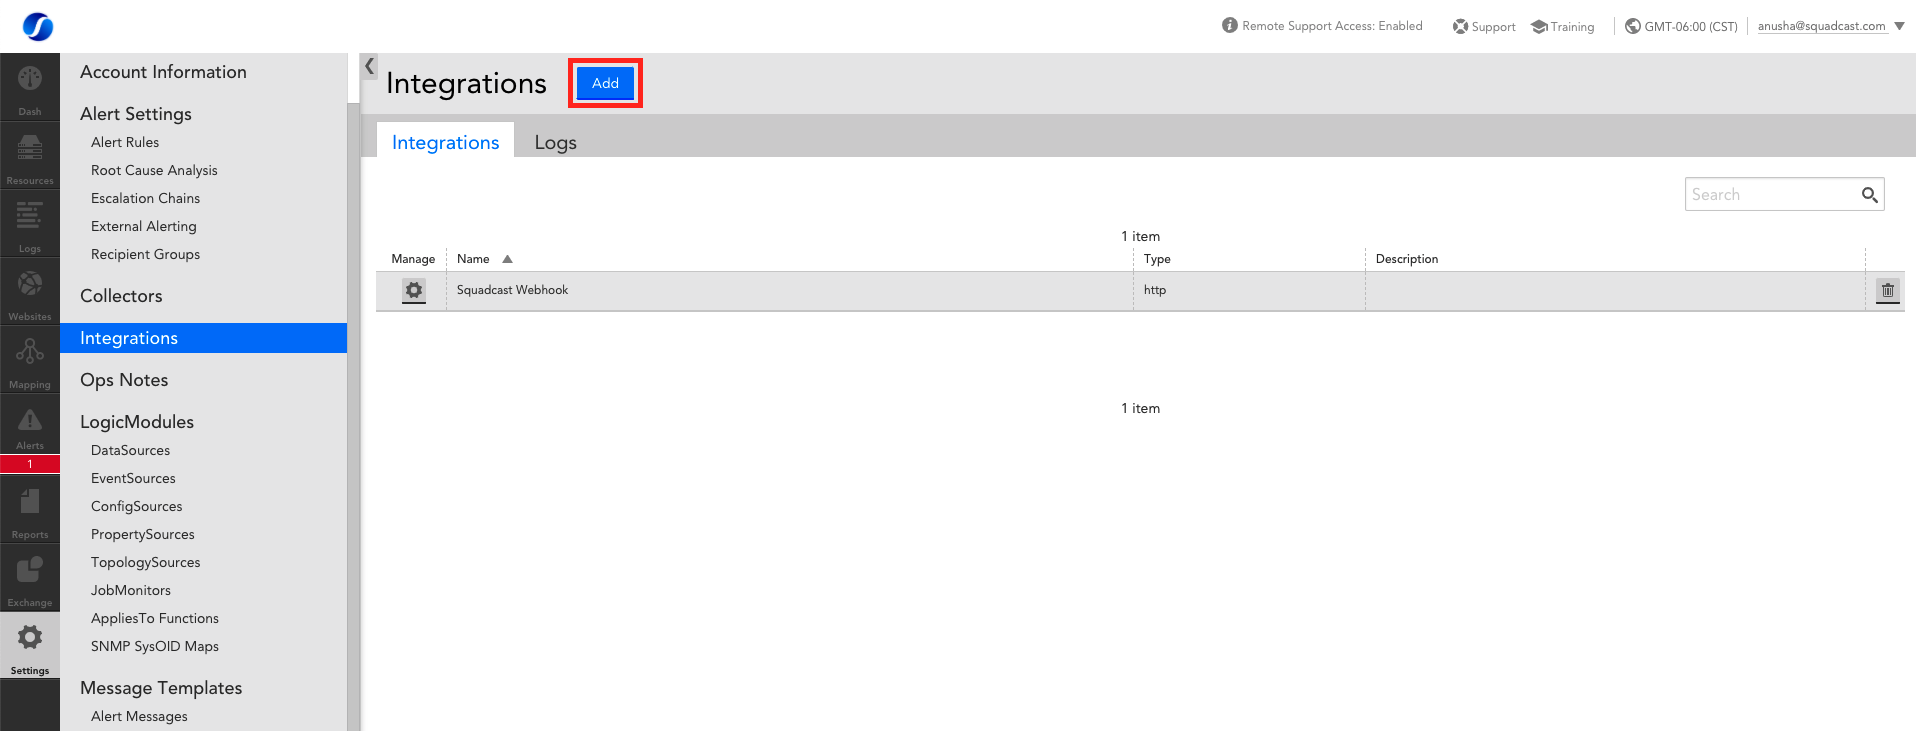 Remote Support Access: Enabled
Support
Training
GMT-06:00 (CST)
anusha@squadcast.com
Dash
Resources
Logs
Websites
Mapping
Alerts
1
Reports
Exchange
Settings
Account Information
Alert Settings
Alert Rules
Root Cause Analysis
Escalation Chains
External Alerting
Recipient Groups
Collectors
Integrations
Ops Notes
LogicModules
DataSources
EventSources
ConfigSources
PropertySources
TopologySources
JobMonitors
AppliesTo Functions
SNMP SysOID Maps
Message Templates
Alert Messages
Integrations
Add
Integrations
Logs
Search
1 item
Manage
Name
Type
Description
Squadcast Webhook
http
1 item